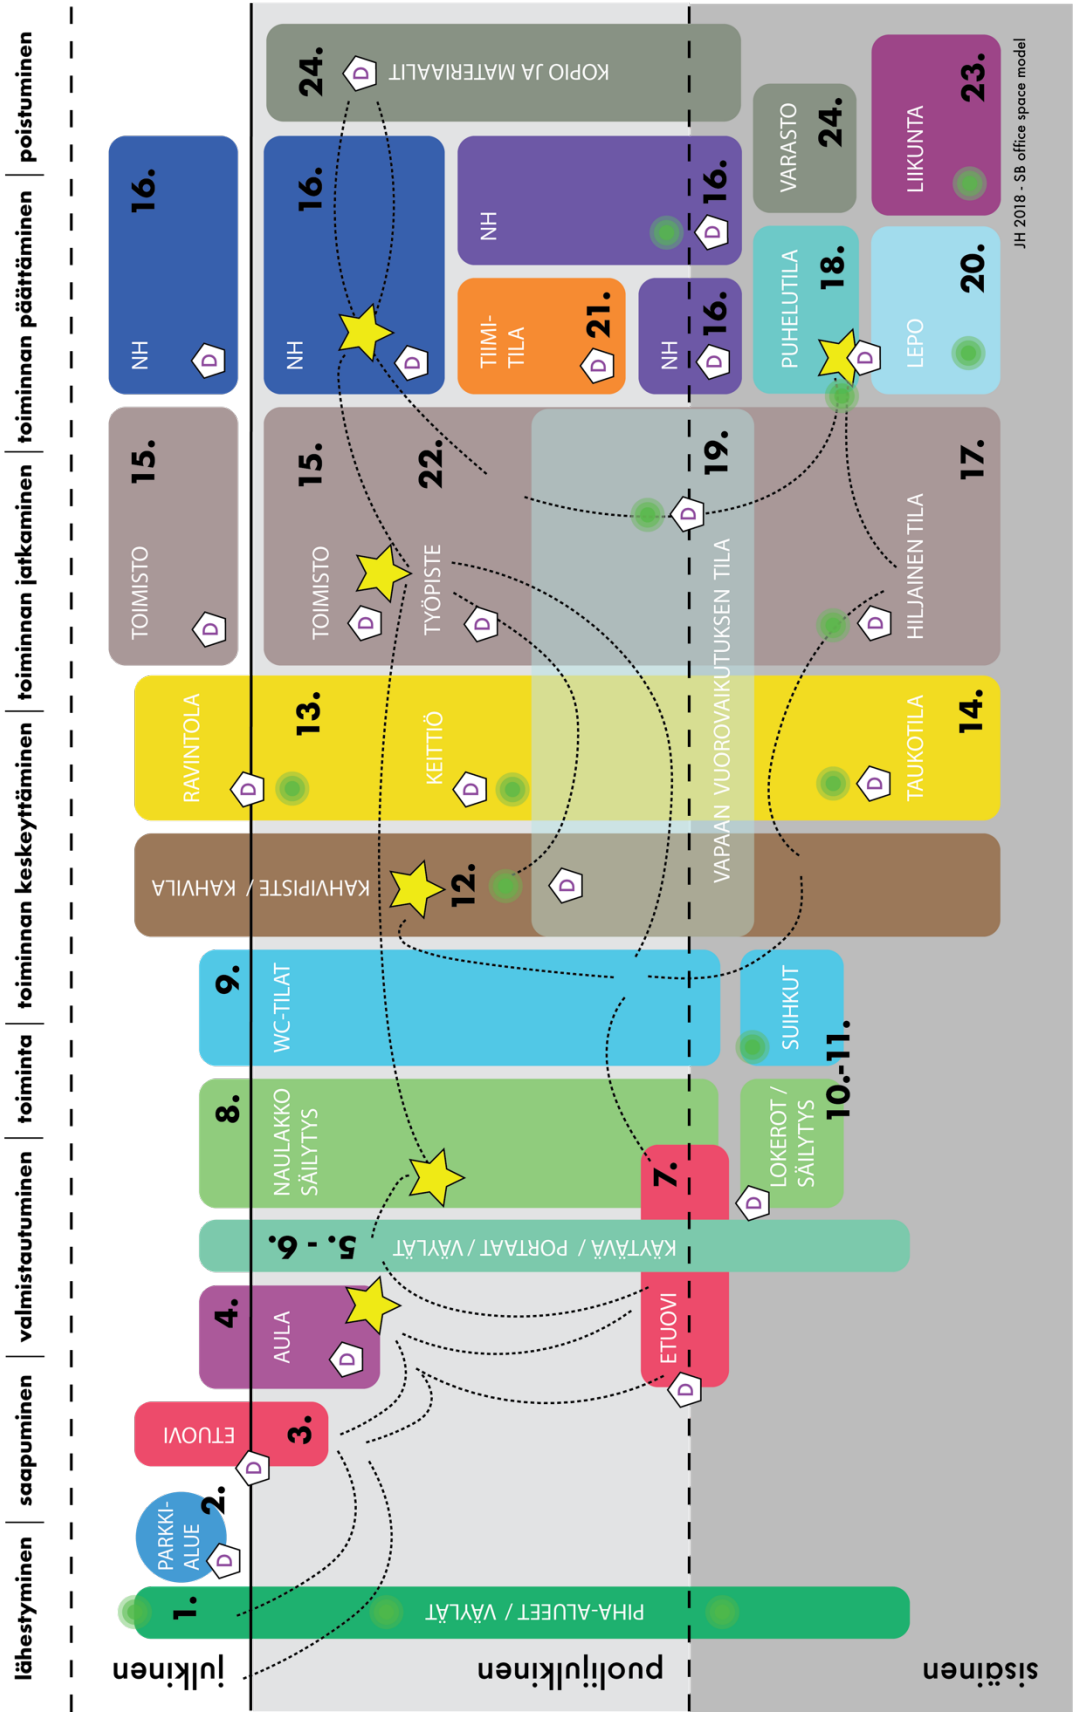 lähestyminen
saapuminen
valmistautuminen
toiminta
toiminnan keskeyttäminen
toiminnan jatkaminen
toiminnan päättäminen
poistuminen
julkinen
puolijulkinen
sisäinen
1.
PIHA-ALUEET / VÄYLÄT
PARKKI-
ALUE
2.
D
ETUOVI
3.
D
4.
AULA
D
5. - 6.
KÄYTÄVÄ / PORTAAT / VÄYLÄT
ETUOVI
7.
D
8.
NAULAKKO
SÄILYTYS
LOKEROT /
SÄILYTYS
D
10.-11.
9.
WC-TILAT
SUIHKUT
KAHVIPISTE / KAHVILA
12.
D
RAVINTOLA
D
13.
KEITTIÖ
D
TAUKOTILA
D
14.
TOIMISTO
15.
D
TOIMISTO
15.
D
TYÖPISTE
22.
D
VAPAAN VUOROVAIKUTUKSEN TILA
19.
D
HILJAINEN TILA
17.
D
NH
16.
D
NH
16.
D
TIIMI-
TILA
21.
D
NH
16.
D
NH
16.
D
PUHELUTILA
18.
D
LEPO
20.
24.
D
KOPIO JA MATERIAALIT
VARASTO
24.
LIIKUNTA
23.
JH 2018 - SB office space model